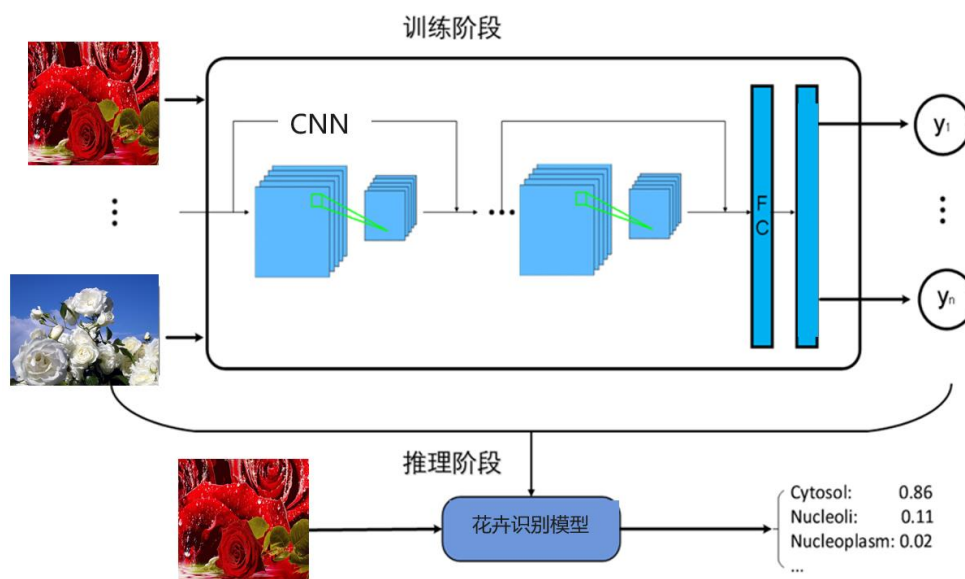 训练阶段
CNN
y1
⋮
⋮
...
F
C
yn
推理阶段
花卉识别模型
Cytosol: 0.86
Nucleoli: 0.11
Nucleoplasm: 0.02
...